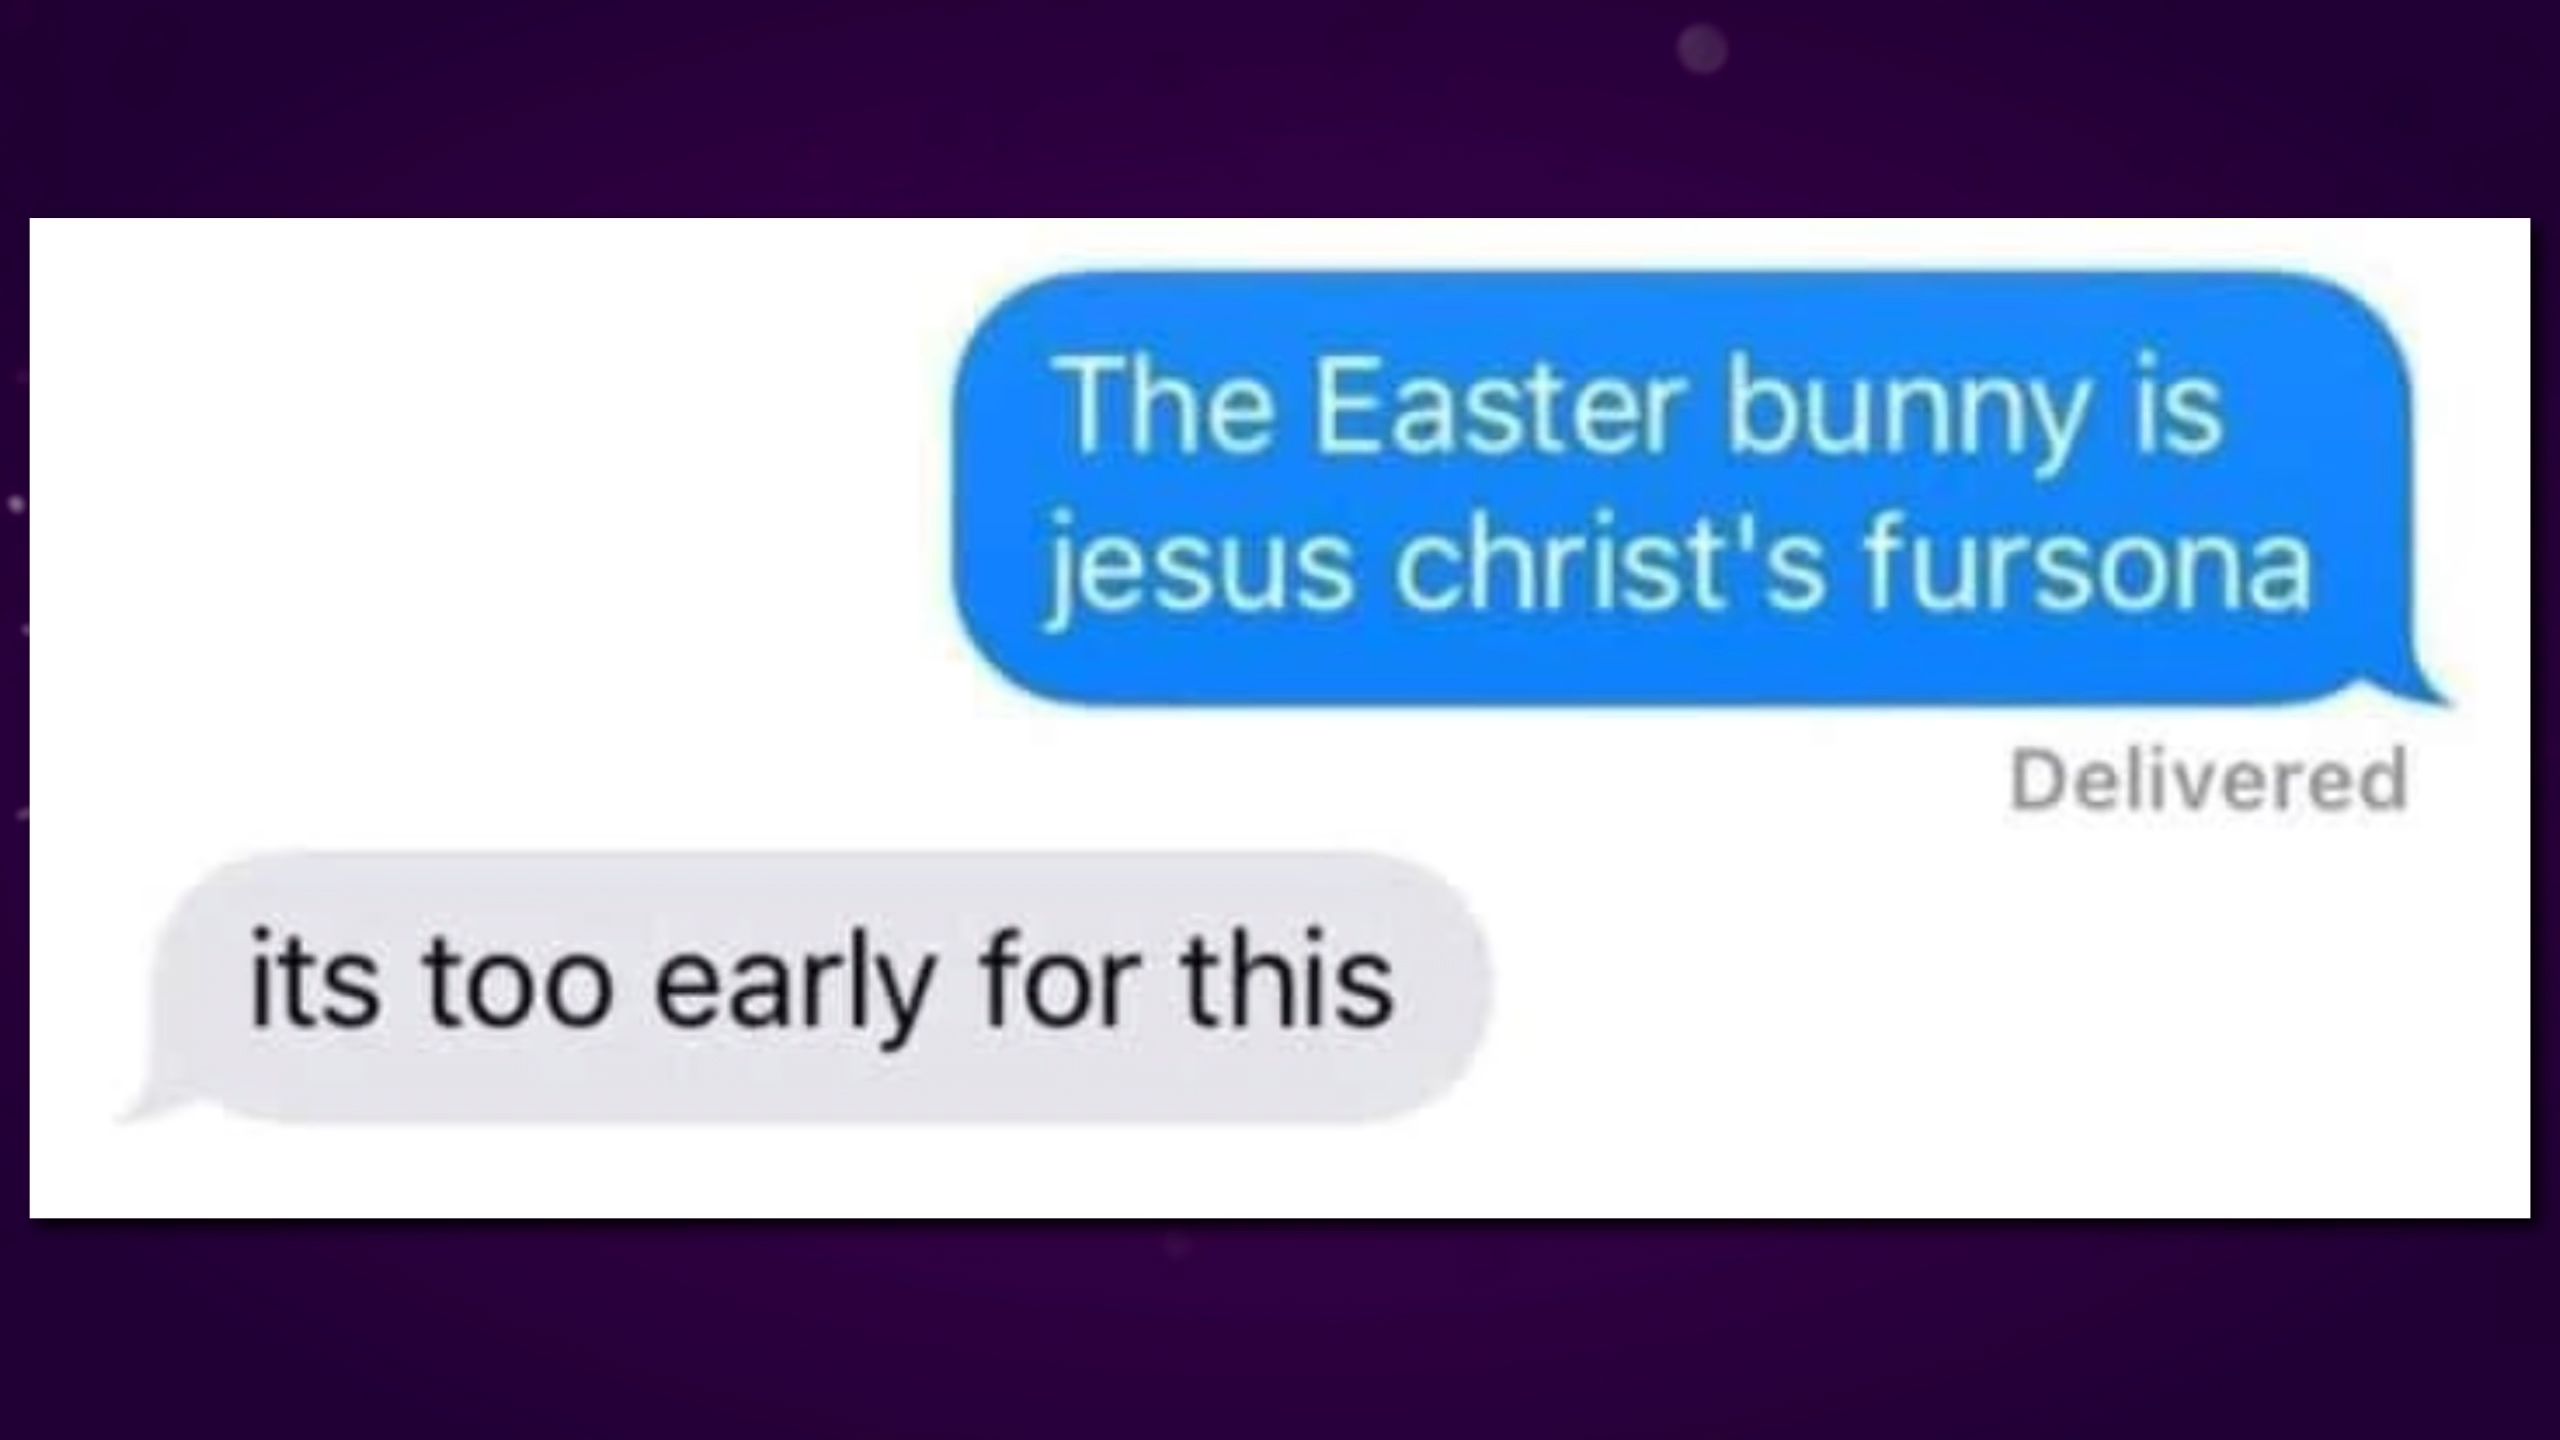 The Easter bunny is
jesus christ's fursona
Delivered
its too early for this